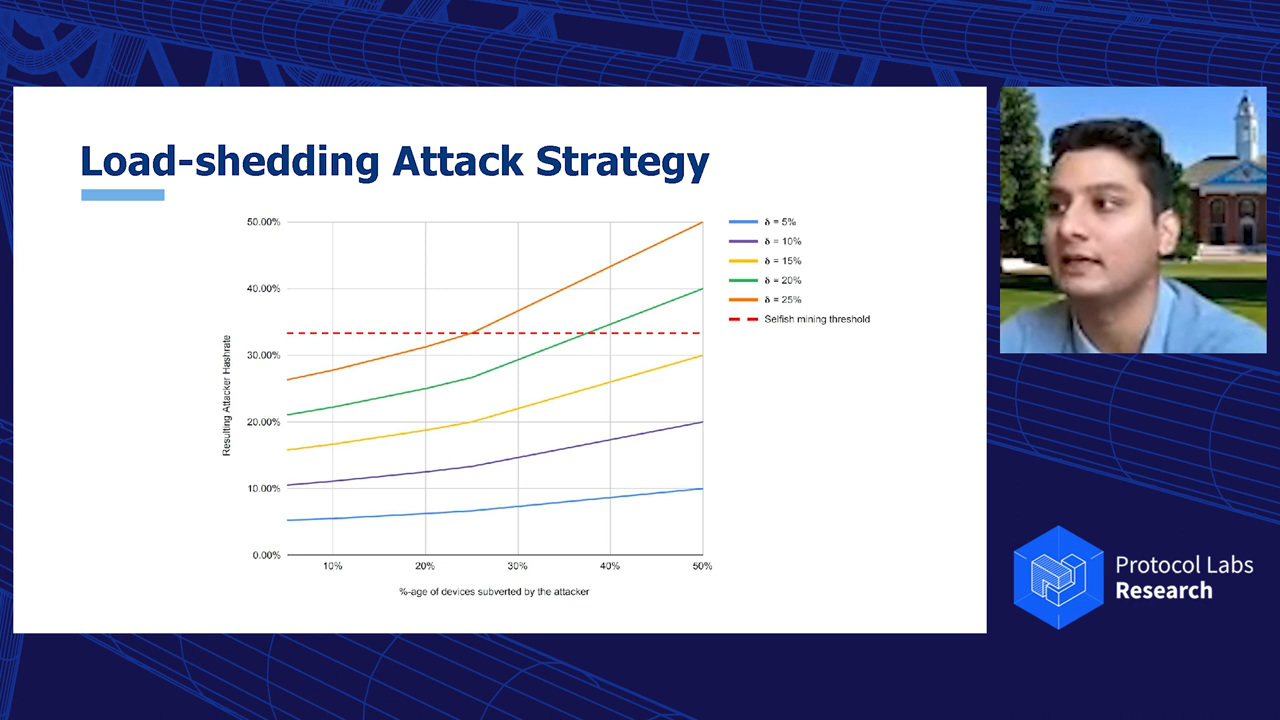 Load-shedding Attack Strategy
50.00%
40.00%
30.00%
20.00%
10.00%
0.00%
Resulting Attacker Hashrate
10%
20%
30%
40%
50%
%-age of devices subverted by the attacker
δ = 5%
δ = 10%
δ = 15%
δ = 20%
δ = 25%
Selfish mining threshold
Protocol Labs
Research